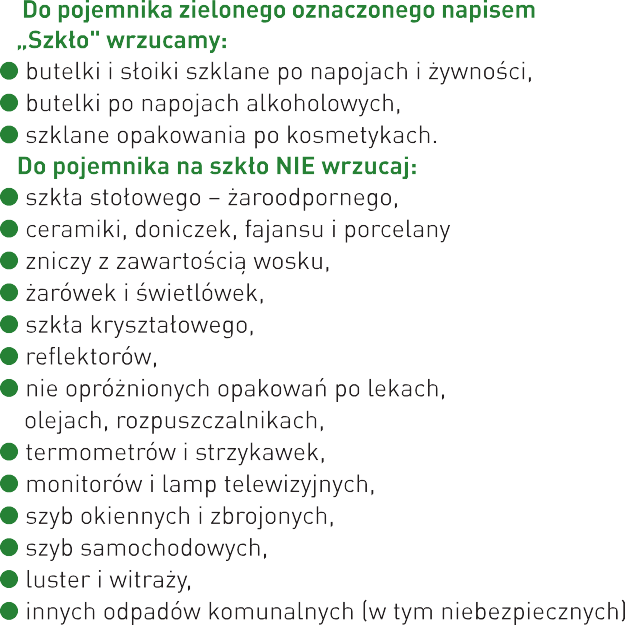 Do pojemnika zielonego oznaczonego napisem
„Szkło" wrzucamy:
● butelki i słoiki szklane po napojach i żywności,
● butelki po napojach alkoholowych,
● szklane opakowania po kosmetykach.
Do pojemnika na szkło NIE wrzucaj:
● szkła stołowego – żaroodpornego,
● ceramiki, doniczek, fajansu i porcelany
● zniczy z zawartością wosku,
● żarówek i świetlówek,
● szkła kryształowego,
● reflektorów,
● nie opróżnionych opakowań po lekach,
olejach, rozpuszczalnikach,
● termometrów i strzykawek,
● monitorów i lamp telewizyjnych,
● szyb okiennych i zbrojonych,
● szyb samochodowych,
● luster i witraży,
● innych odpadów komunalnych (w tym niebezpiecznych)